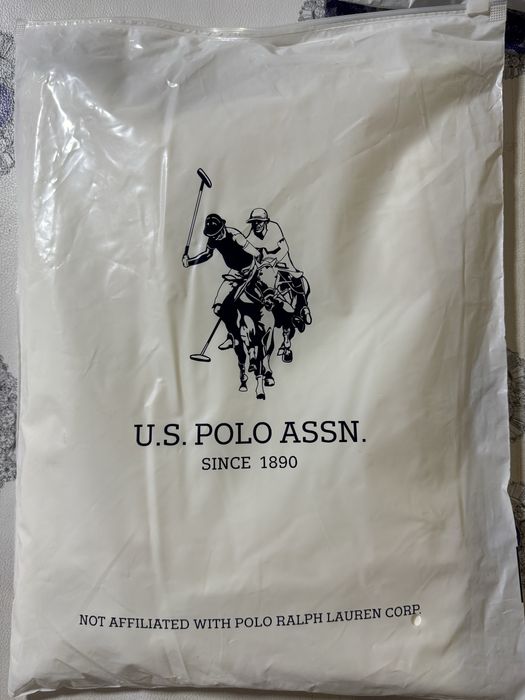 U.S. POLO ASSN.
SINCE 1890
NOT AFFILIATED WITH POLO RALPH LAUREN CORP.